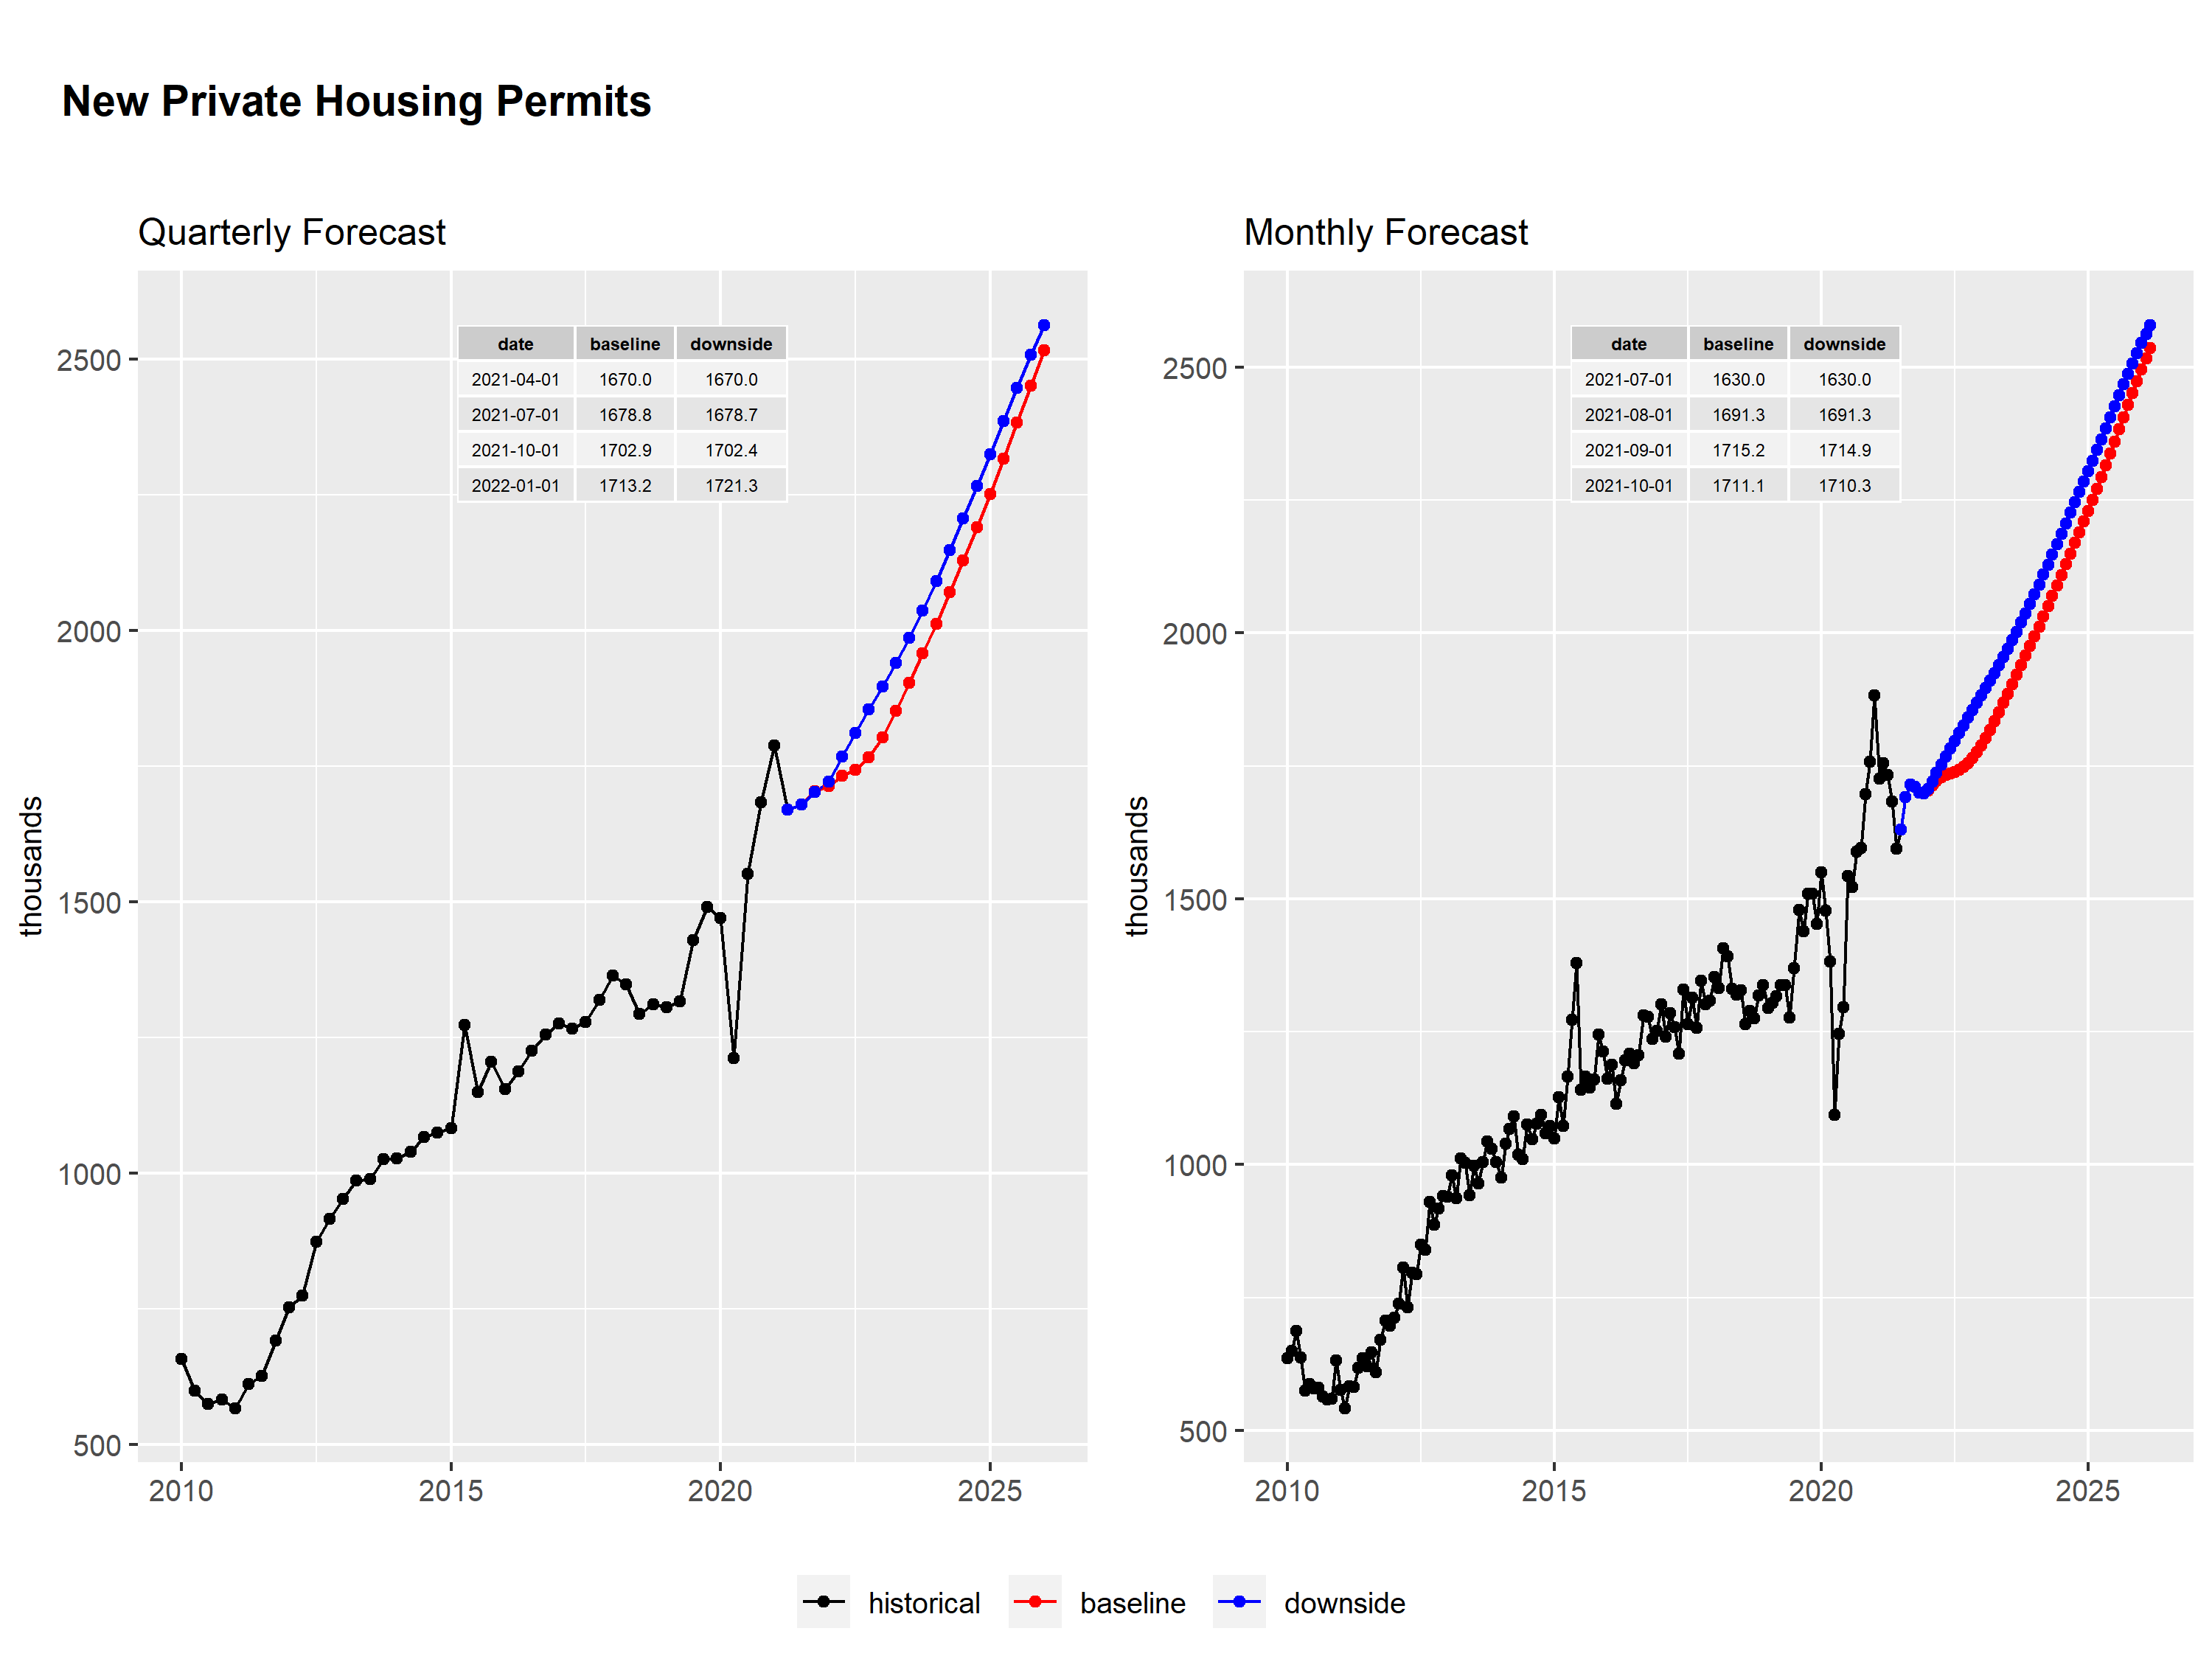 New Private Housing Permits
Quarterly Forecast
thousands
2500
2000
1500
1000
500
2010 2015 2020 2025
date baseline downside
2021-04-01 1670.0 1670.0
2021-07-01 1678.8 1678.7
2021-10-01 1702.9 1702.4
2022-01-01 1713.2 1721.3
Monthly Forecast
thousands
2500
2000
1500
1000
500
2010 2015 2020 2025
date baseline downside
2021-07-01 1630.0 1630.0
2021-08-01 1691.3 1691.3
2021-09-01 1715.2 1714.9
2021-10-01 1711.1 1710.3
historical baseline downside